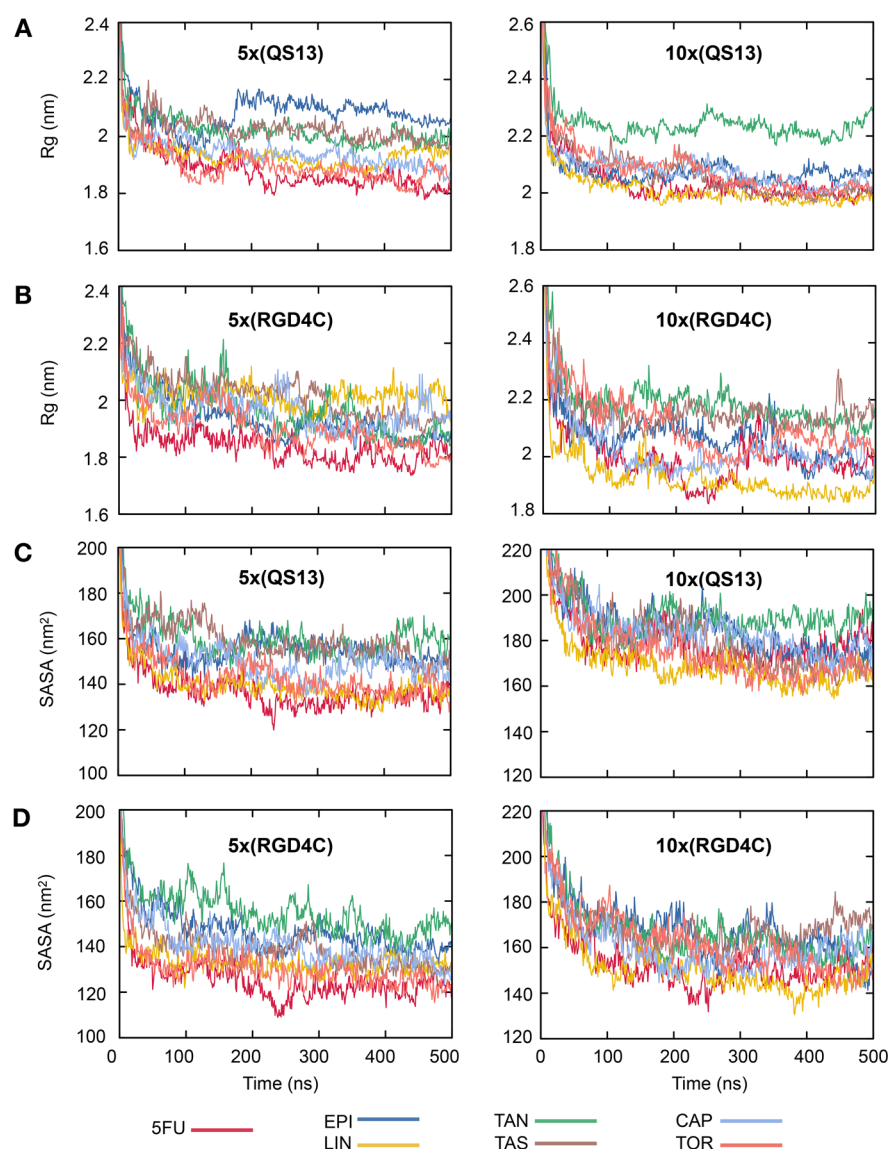 A
5x(QS13)
10x(QS13)
Rg (nm)
2.4
2.2
2
1.8
1.6
2.6
2.4
2.2
2
1.8
B
5x(RGD4C)
10x(RGD4C)
Rg (nm)
2.4
2.2
2
1.8
1.6
2.6
2.4
2.2
2
1.8
C
5x(QS13)
10x(QS13)
SASA (nm²)
200
180
160
140
120
100
220
200
180
160
140
120
D
5x(RGD4C)
10x(RGD4C)
SASA (nm²)
200
180
160
140
120
100
220
200
180
160
140
120
0 100 200 300 400 500
0 100 200 300 400 500
Time (ns)
Time (ns)
5FU
EPI
LIN
TAN
TAS
CAP
TOR